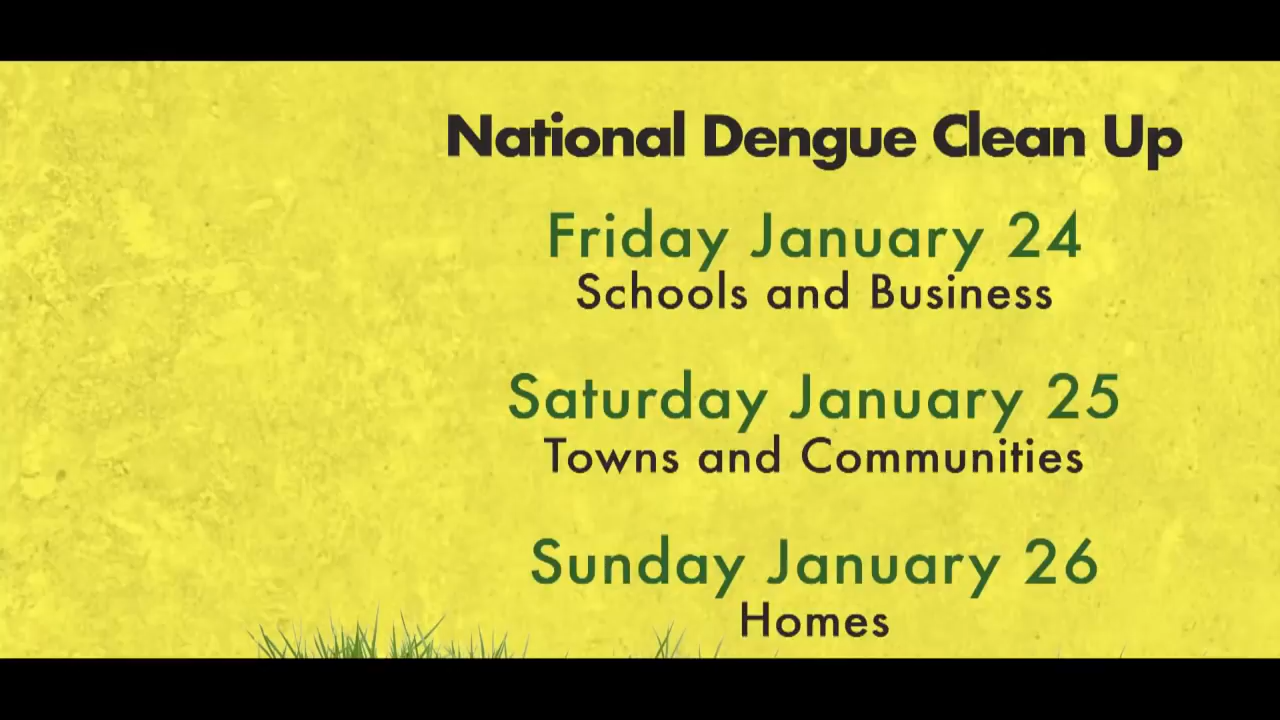 National Dengue Clean Up
Friday January 24
Schools and Business
Saturday January 25
Towns and Communities
Sunday January 26
Homes